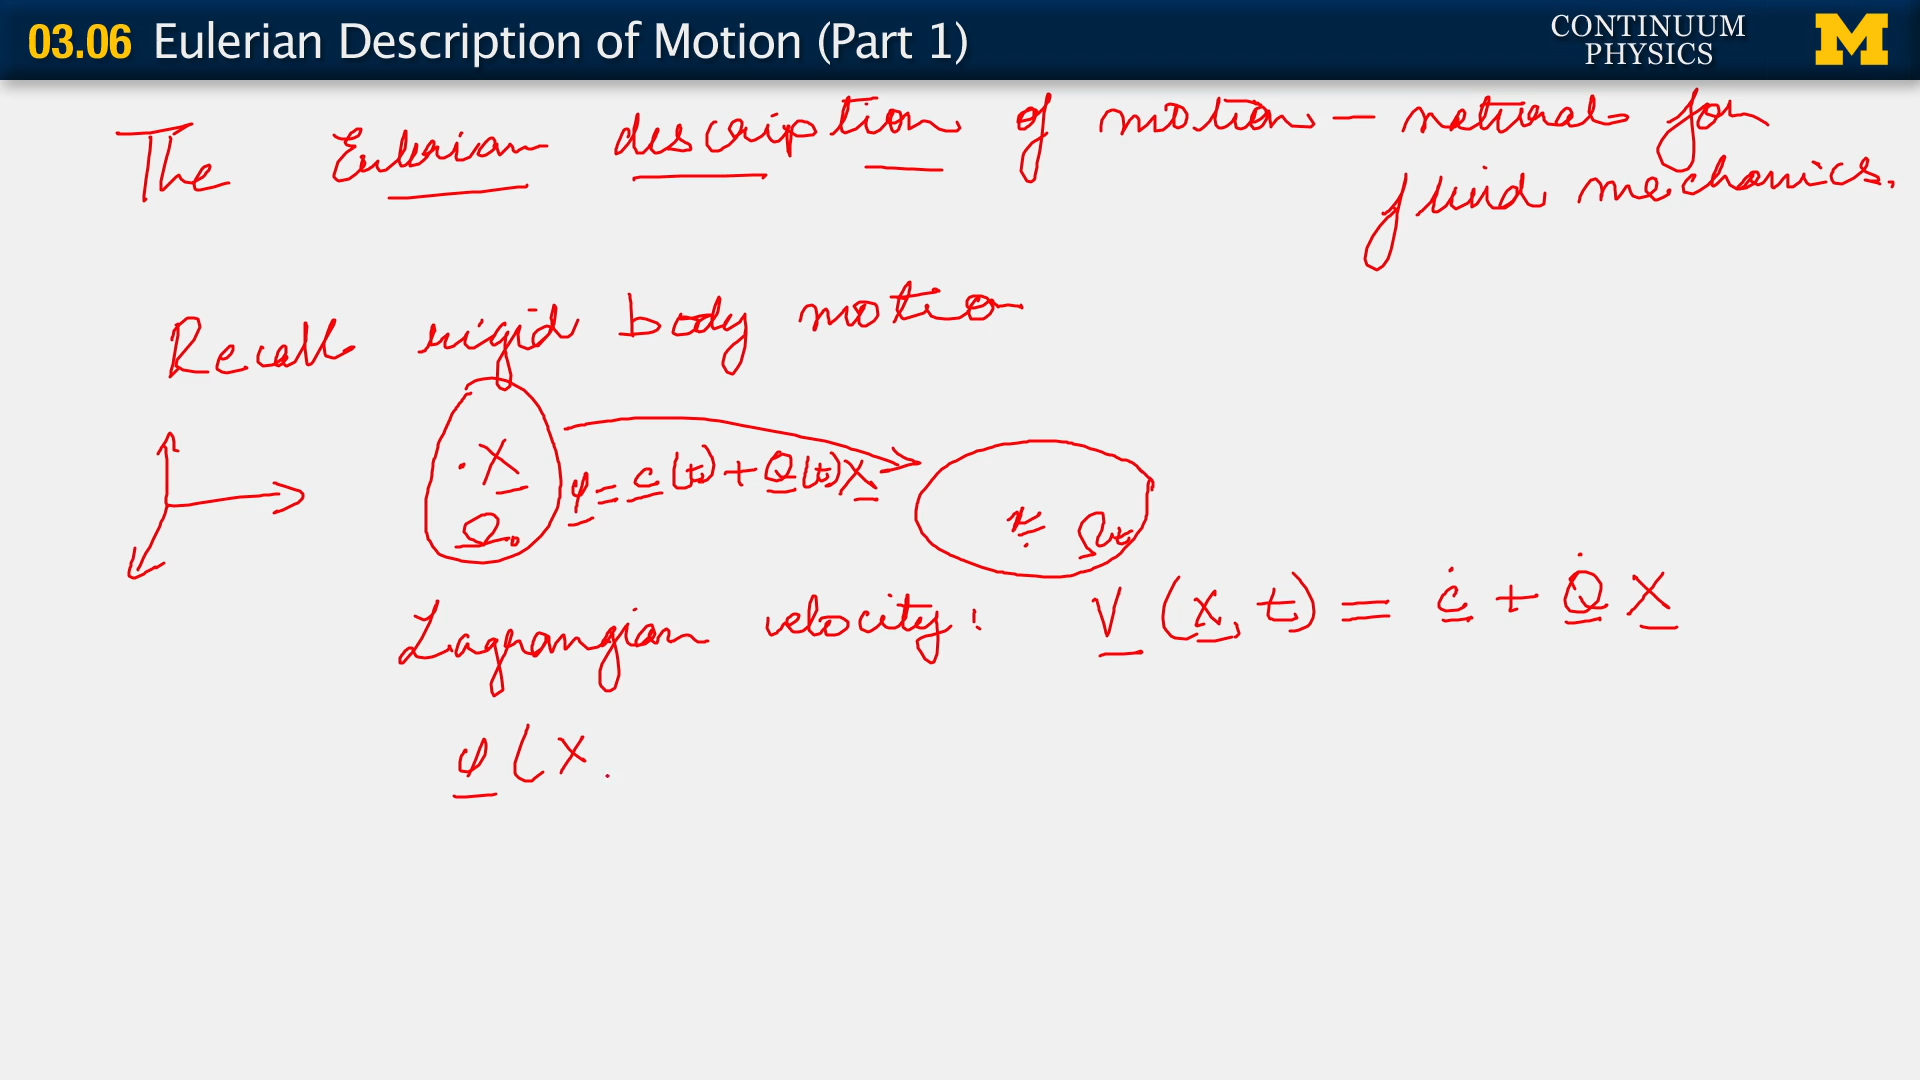 03.06 Eulerian Description of Motion (Part 1)
CONTINUUM PHYSICS
M
The Eulerian description of motion – natural for
fluid mechanics.
Recall rigid body motion
. X
Ω₀
φ = c(t) + Q(t)X
x
Ωt
Lagrangian velocity: V(X, t) = ċ + Q̇ X
φ(X.